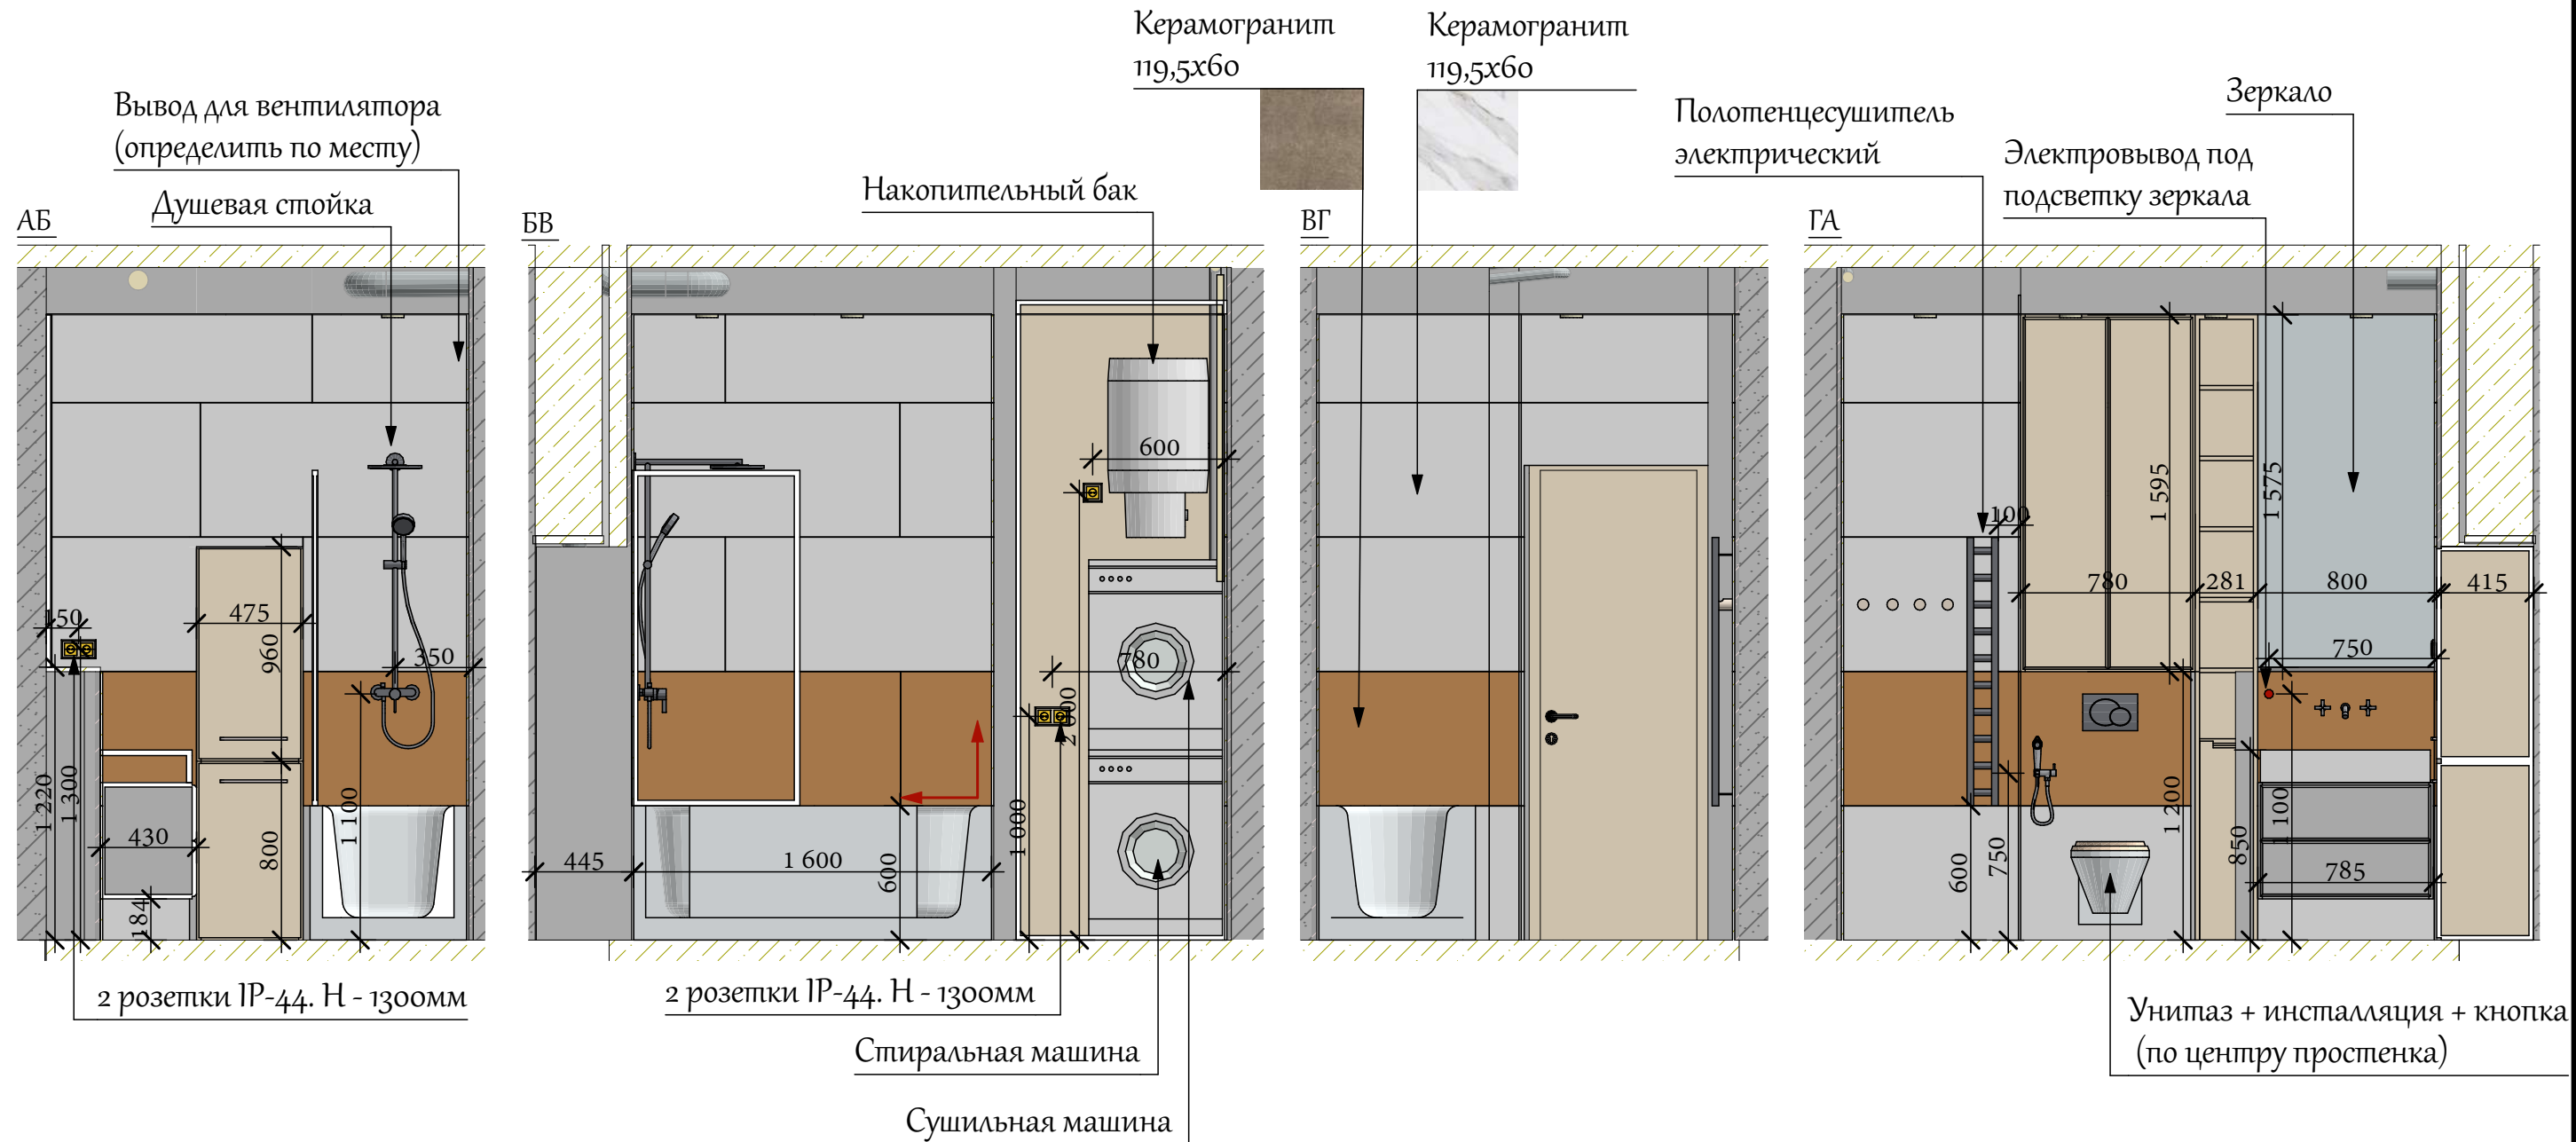 Керамогранит
119,5х60
Керамогранит
119,5х60
Вывод для вентилятора
(определить по месту)
Душевая стойка
Накопительный бак
Полотенцесушитель
электрический
Электровывод под
подсветку зеркала
Зеркало
АБ
БВ
ВГ
ГА
150
475
960
350
1 220
1 300
430
184
800
1 100
600
780
2 000
1 000
445
1 600
600
100
1 595
1 575
780
281
800
415
750
600
750
1 200
850
1 100
785
2 розетки IP-44. Н - 1300мм
2 розетки IP-44. Н - 1300мм
Стиральная машина
Сушильная машина
Унитаз + инсталляция + кнопка
(по центру простенка)